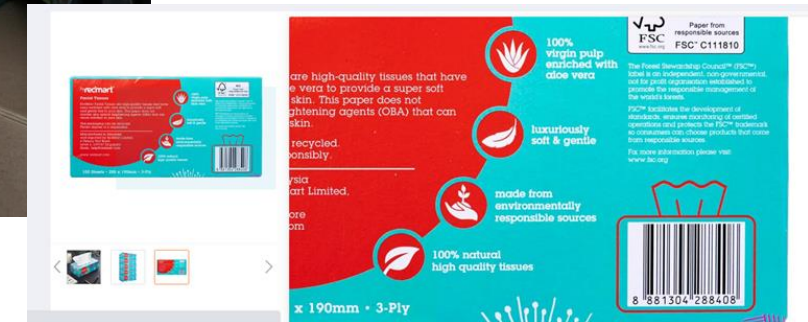 redmart
are high-quality tissues that have
e vera to provide a super soft
skin. This paper does not
ghtening agents (OBA) that can
skin.
recycled.
onsibly.
ysia
art Limited,
ore
om
x 190mm • 3-Ply
100%
virgin pulp
enriched with
aloe vera
luxuriously
soft & gentle
made from
environmentally
responsible sources
100% natural
high quality tissues
FSC
www.fsc.org
Paper from
responsible sources
FSC™ C111810
The Forest Stewardship Council™ (FSC™)
label is an independent, non-governmental,
not for profit organisation established to
promote the responsible management of
the world's forests.
FSC™ facilitates the development of
standards, ensures monitoring of certified
operations and protects the FSC™ trademark
so consumers can choose products that come
from responsible sources.
For more information please visit
www.fsc.org
8 881304 288408